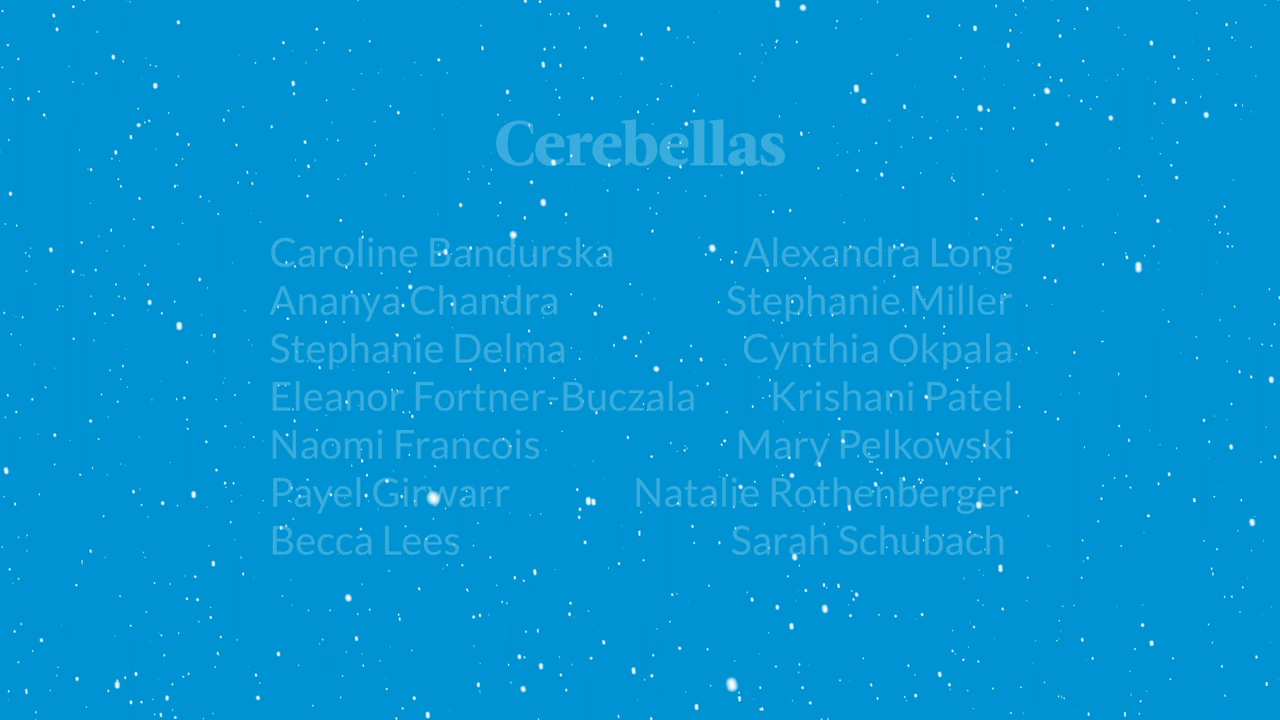 Cerebellas
Caroline Bandurska
Ananya Chandra
Stephanie Delma
Eleanor Fortner-Buczala
Naomi Francois
Payel Girwarr
Becca Lees
Alexandra Long
Stephanie Miller
Cynthia Okpala
Krishani Patel
Mary Pelkowski
Natalie Rothenberger
Sarah Schubach